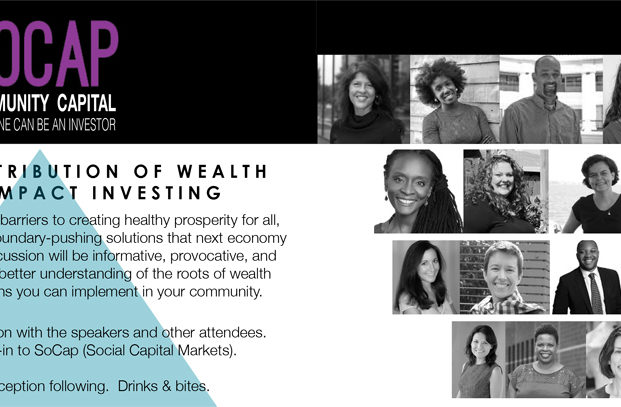 OCAP
MUNITY CAPITAL
NE CAN BE AN INVESTOR
TRIBUTION OF WEALTH
MPACT INVESTING
barriers to creating healthy prosperity for all,
oundary-pushing solutions that next economy
cussion will be informative, provocative, and
better understanding of the roots of wealth
ns you can implement in your community.
on with the speakers and other attendees.
-in to SoCap (Social Capital Markets).
ception following. Drinks & bites.